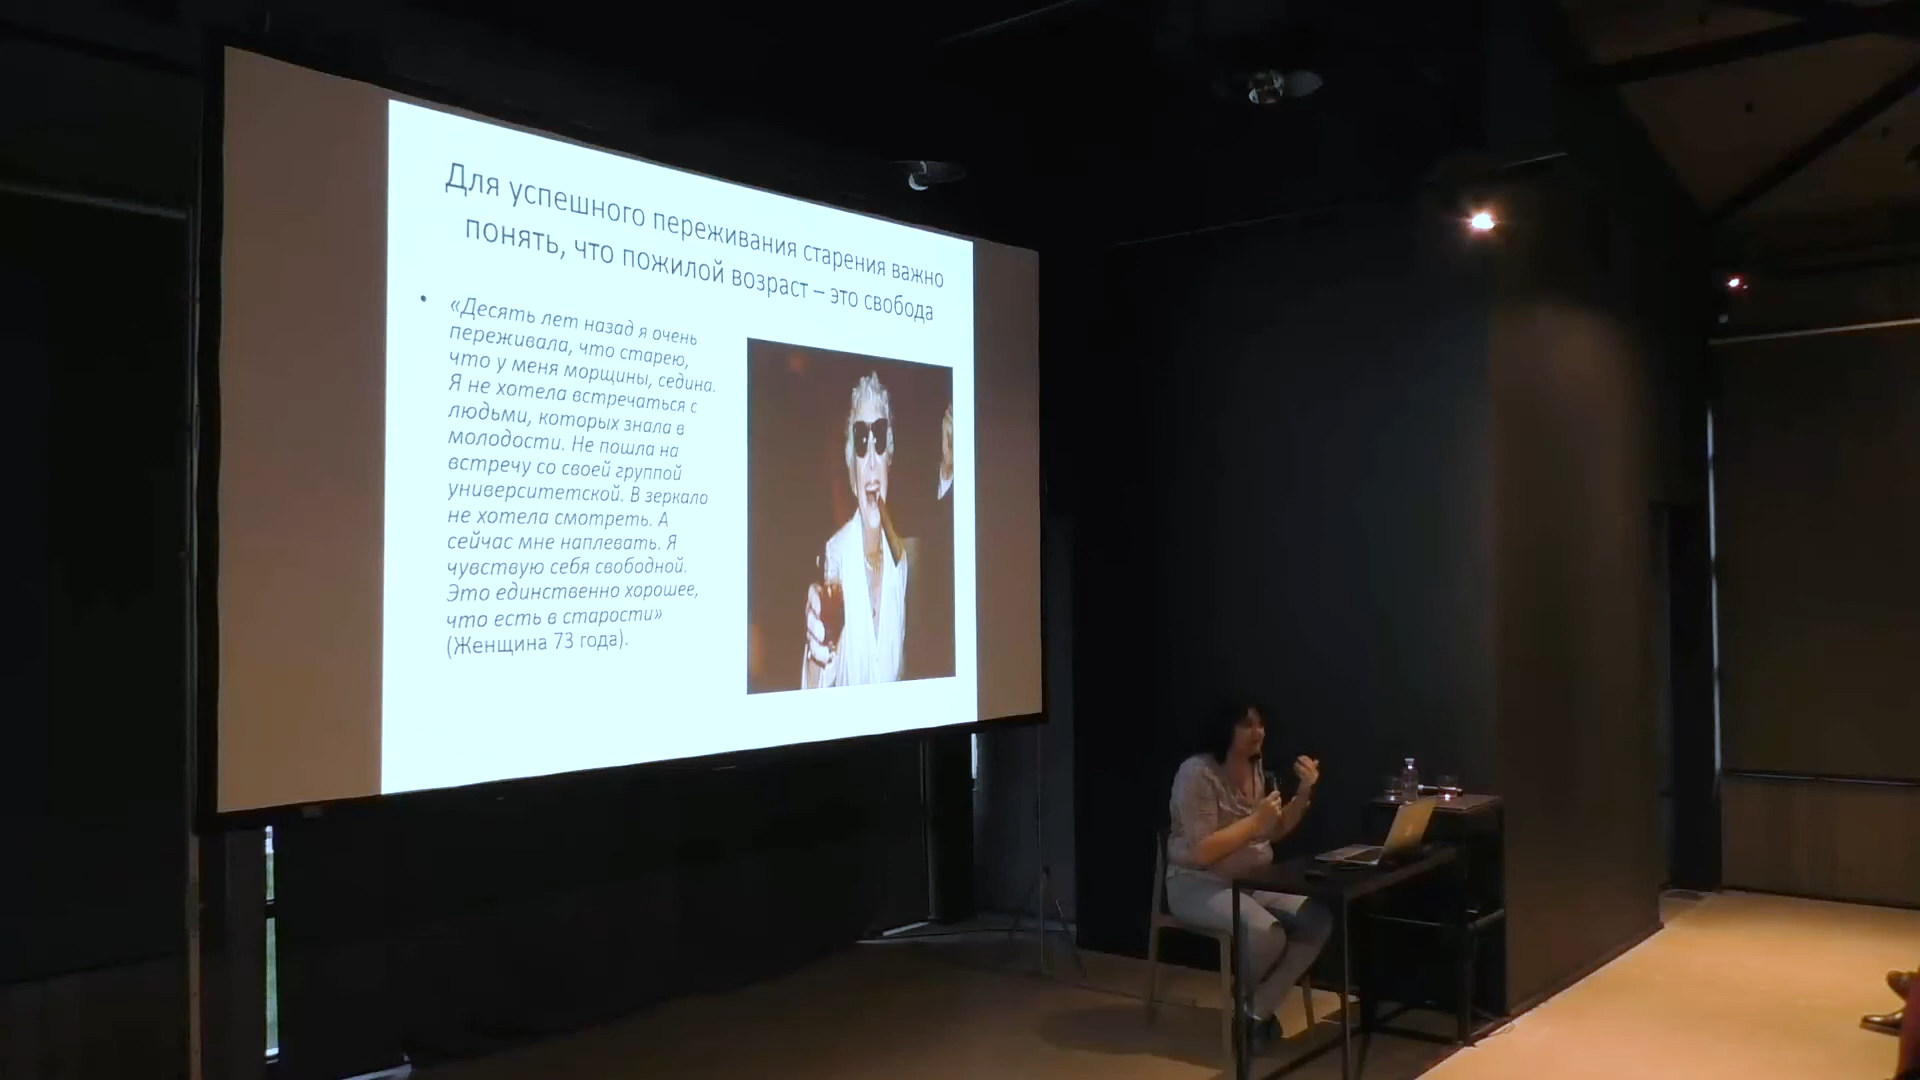 Для успешного переживания старения важно
понять, что пожилой возраст – это свобода
• «Десять лет назад я очень
переживала, что старею,
что у меня морщины, седина.
Я не хотела встречаться с
людьми, которых знала в
молодости. Не пошла на
встречу со своей группой
университетской. В зеркало
не хотела смотреть. А
сейчас мне наплевать. Я
чувствую себя свободной.
Это единственно хорошее,
что есть в старости»
(Женщина 73 года).